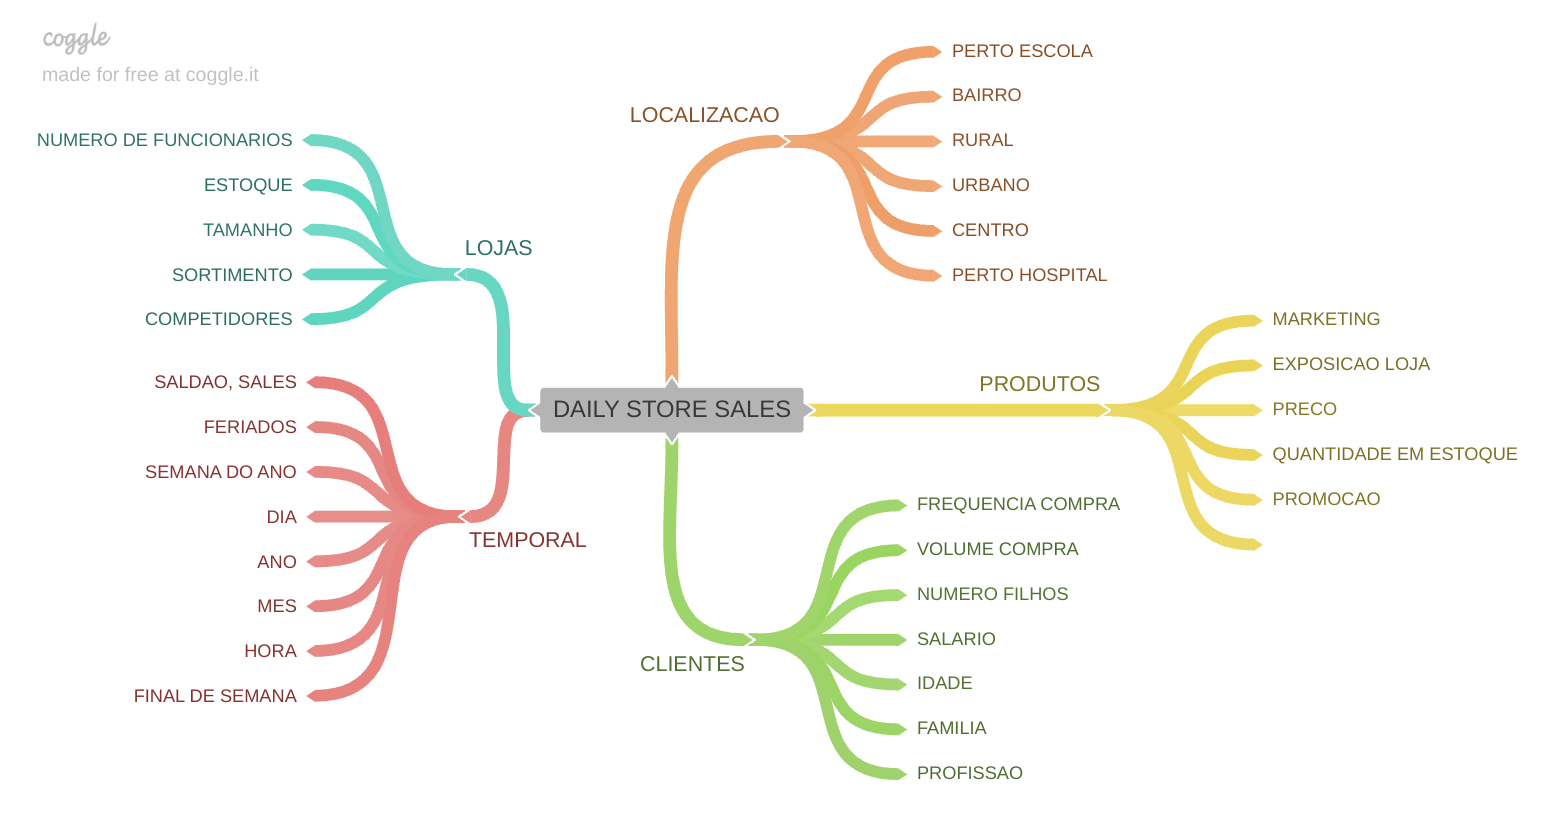 coggle
made for free at coggle.it
LOJAS
NUMERO DE FUNCIONARIOS
ESTOQUE
TAMANHO
SORTIMENTO
COMPETIDORES
TEMPORAL
SALDAO, SALES
FERIADOS
SEMANA DO ANO
DIA
ANO
MES
HORA
FINAL DE SEMANA
DAILY STORE SALES
LOCALIZACAO
PERTO ESCOLA
BAIRRO
RURAL
URBANO
CENTRO
PERTO HOSPITAL
PRODUTOS
MARKETING
EXPOSICAO LOJA
PRECO
QUANTIDADE EM ESTOQUE
PROMOCAO
CLIENTES
FREQUENCIA COMPRA
VOLUME COMPRA
NUMERO FILHOS
SALARIO
IDADE
FAMILIA
PROFISSAO